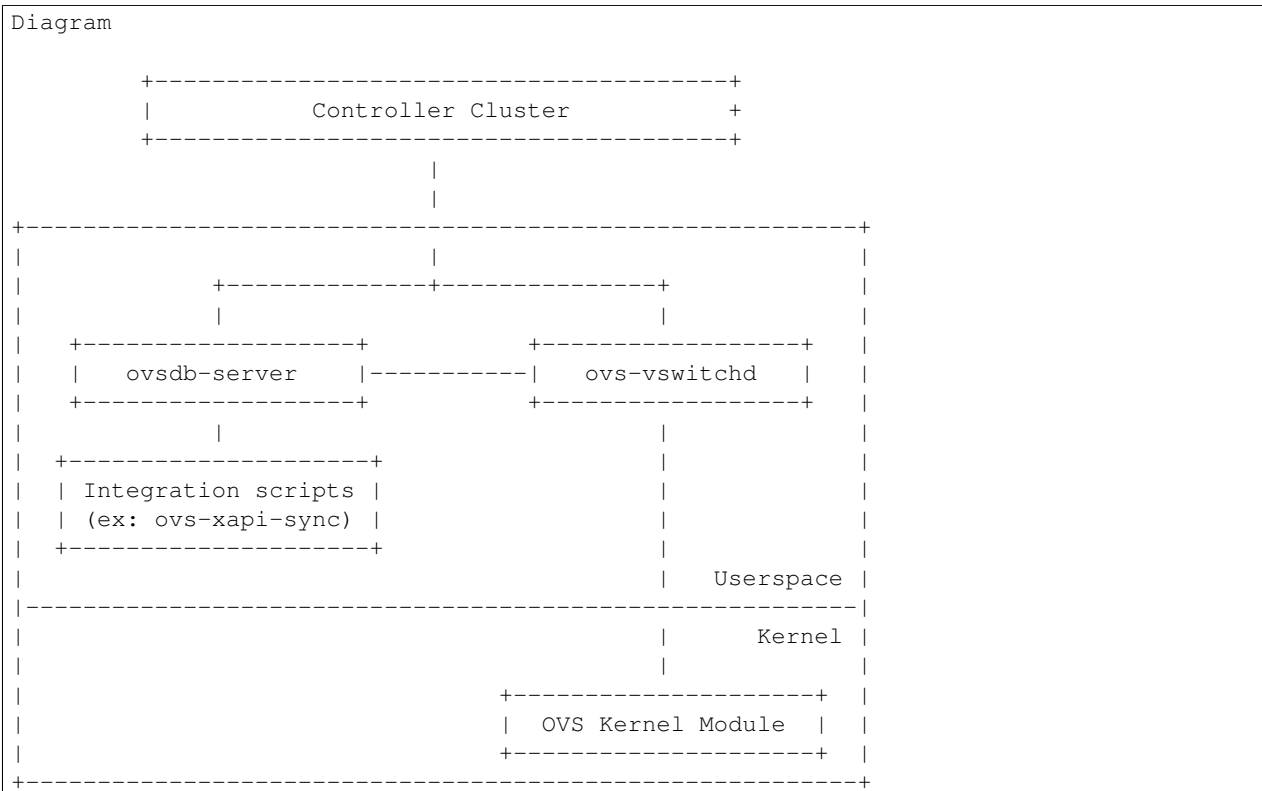 Diagram
Controller Cluster
ovsdb-server
ovs-vswitchd
Integration scripts
(ex: ovs-xapi-sync)
Userspace
Kernel
OVS Kernel Module